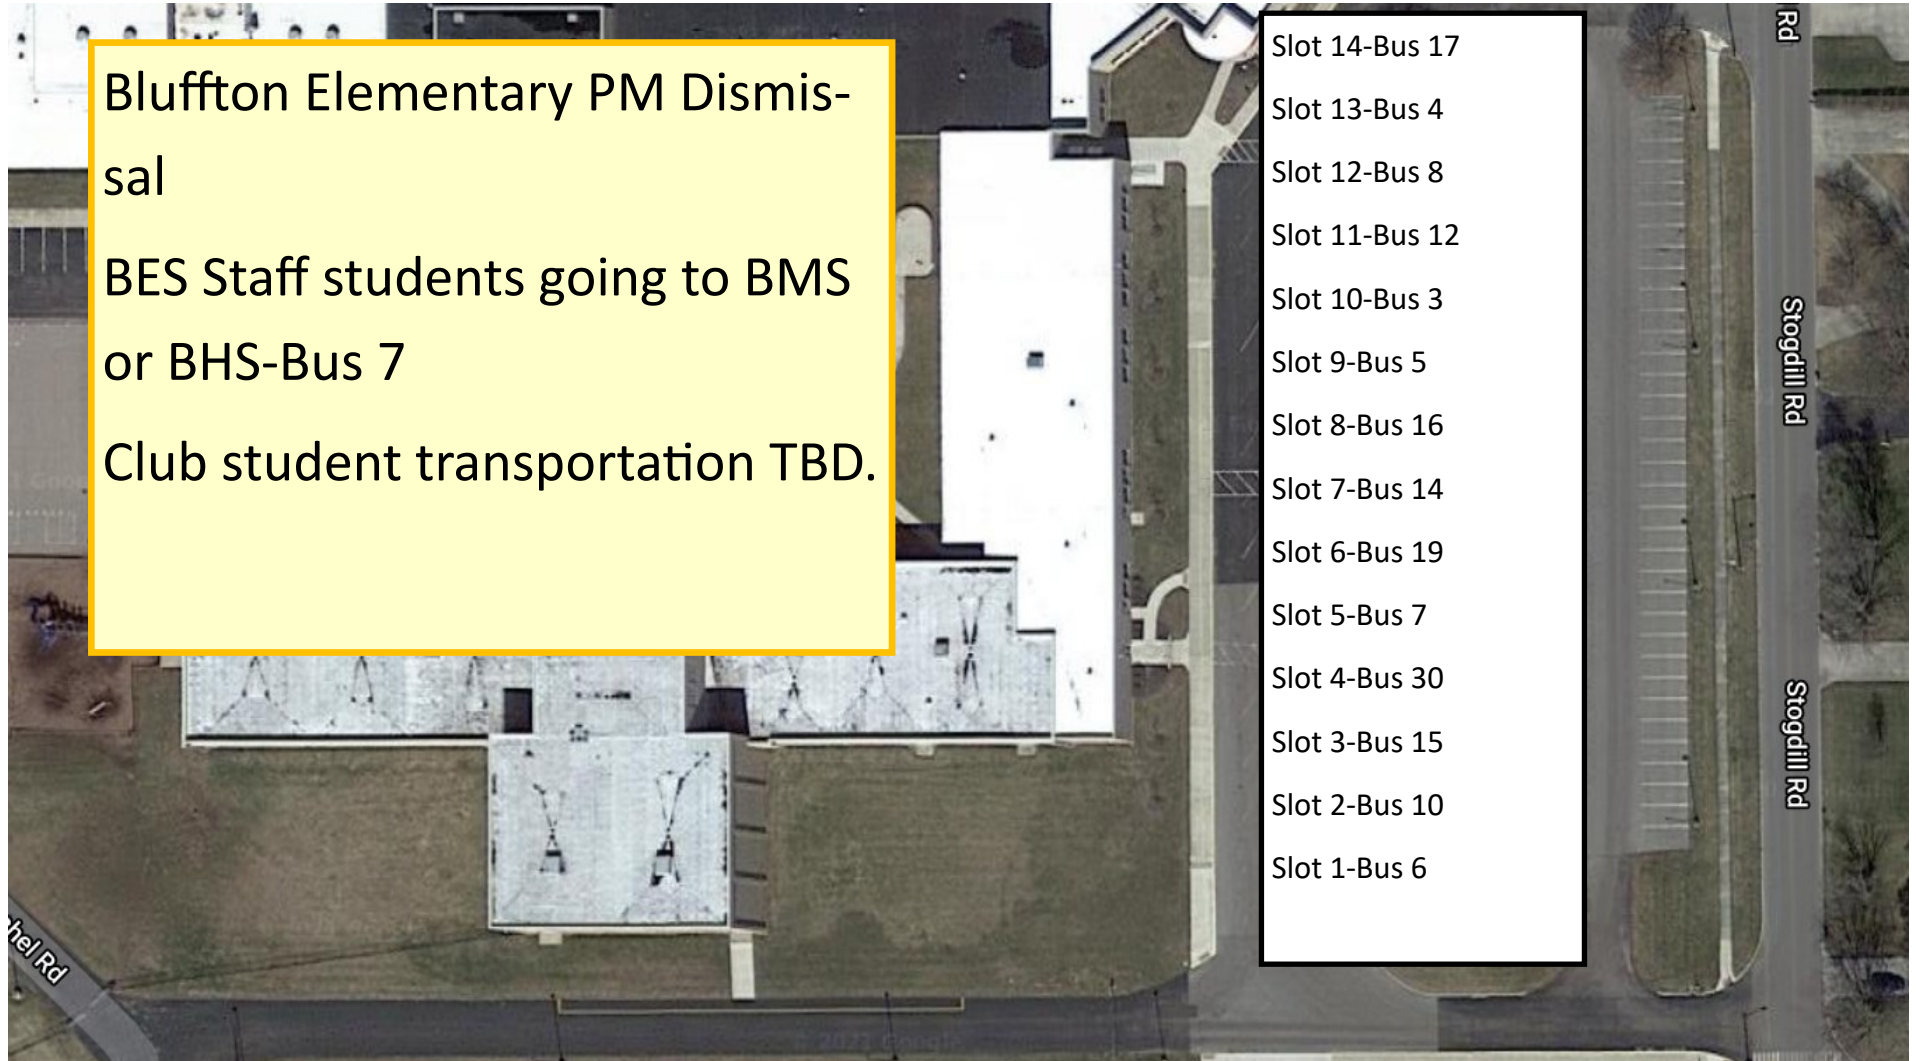 Bluffton Elementary PM Dismis-
sal
BES Staff students going to BMS
or BHS-Bus 7
Club student transportation TBD.
Slot 14-Bus 17
Slot 13-Bus 4
Slot 12-Bus 8
Slot 11-Bus 12
Slot 10-Bus 3
Slot 9-Bus 5
Slot 8-Bus 16
Slot 7-Bus 14
Slot 6-Bus 19
Slot 5-Bus 7
Slot 4-Bus 30
Slot 3-Bus 15
Slot 2-Bus 10
Slot 1-Bus 6
Rd
Stogdill Rd
Stogdill Rd
hel Rd